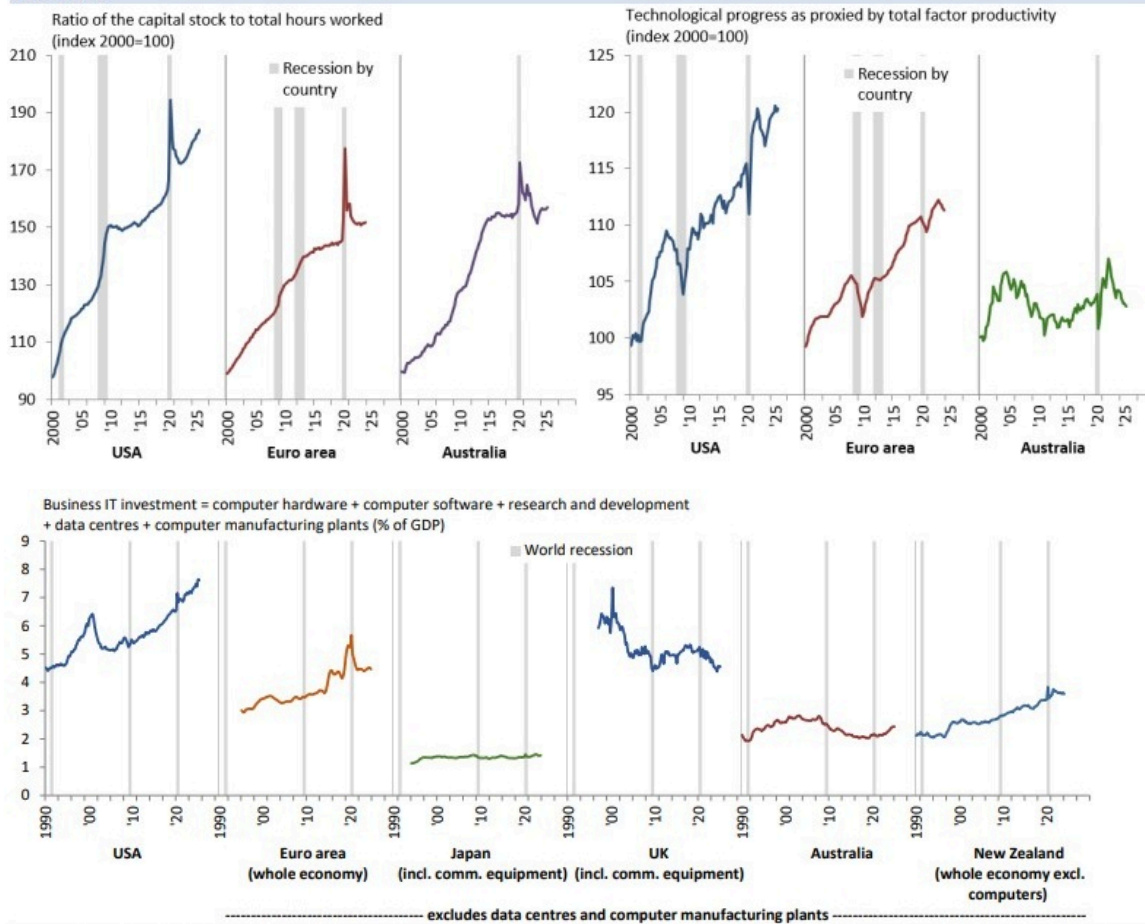 Ratio of the capital stock to total hours worked
(index 2000=100)
210
190
170
150
130
110
90
Recession by
country
2000
'05
'10
'15
'20
'25
2000
'05
'10
'15
'20
'25
2000
'05
'10
'15
'20
'25
USA
Euro area
Australia
Technological progress as proxied by total factor productivity
(index 2000=100)
125
120
115
110
105
100
95
Recession by
country
2000
'05
'10
'15
'20
'25
2000
'05
'10
'15
'20
'25
2000
'05
'10
'15
'20
'25
USA
Euro area
Australia
Business IT investment = computer hardware + computer software + research and development
+ data centres + computer manufacturing plants (% of GDP)
9
8
7
6
5
4
3
2
1
0
World recession
1990
'00
'10
'20
1990
'00
'10
'20
1990
'00
'10
'20
1990
'00
'10
'20
1990
'00
'10
'20
1990
'00
'10
'20
USA
Euro area
(whole economy)
Japan
(incl. comm. equipment)
UK
(incl. comm. equipment)
Australia
New Zealand
(whole economy excl.
computers)
------------------------------------ excludes data centres and computer manufacturing plants ------------------------------------